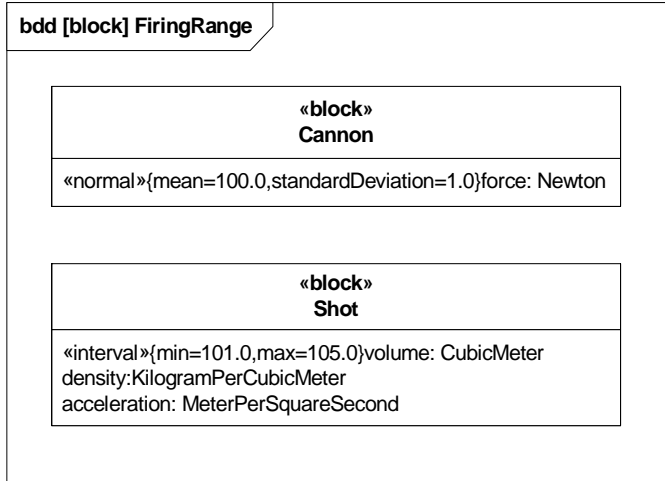 bdd [block] FiringRange
«block»
Cannon
«normal»{mean=100.0,standardDeviation=1.0}force: Newton
«block»
Shot
«interval»{min=101.0,max=105.0}volume: CubicMeter
density:KilogramPerCubicMeter
acceleration: MeterPerSquareSecond